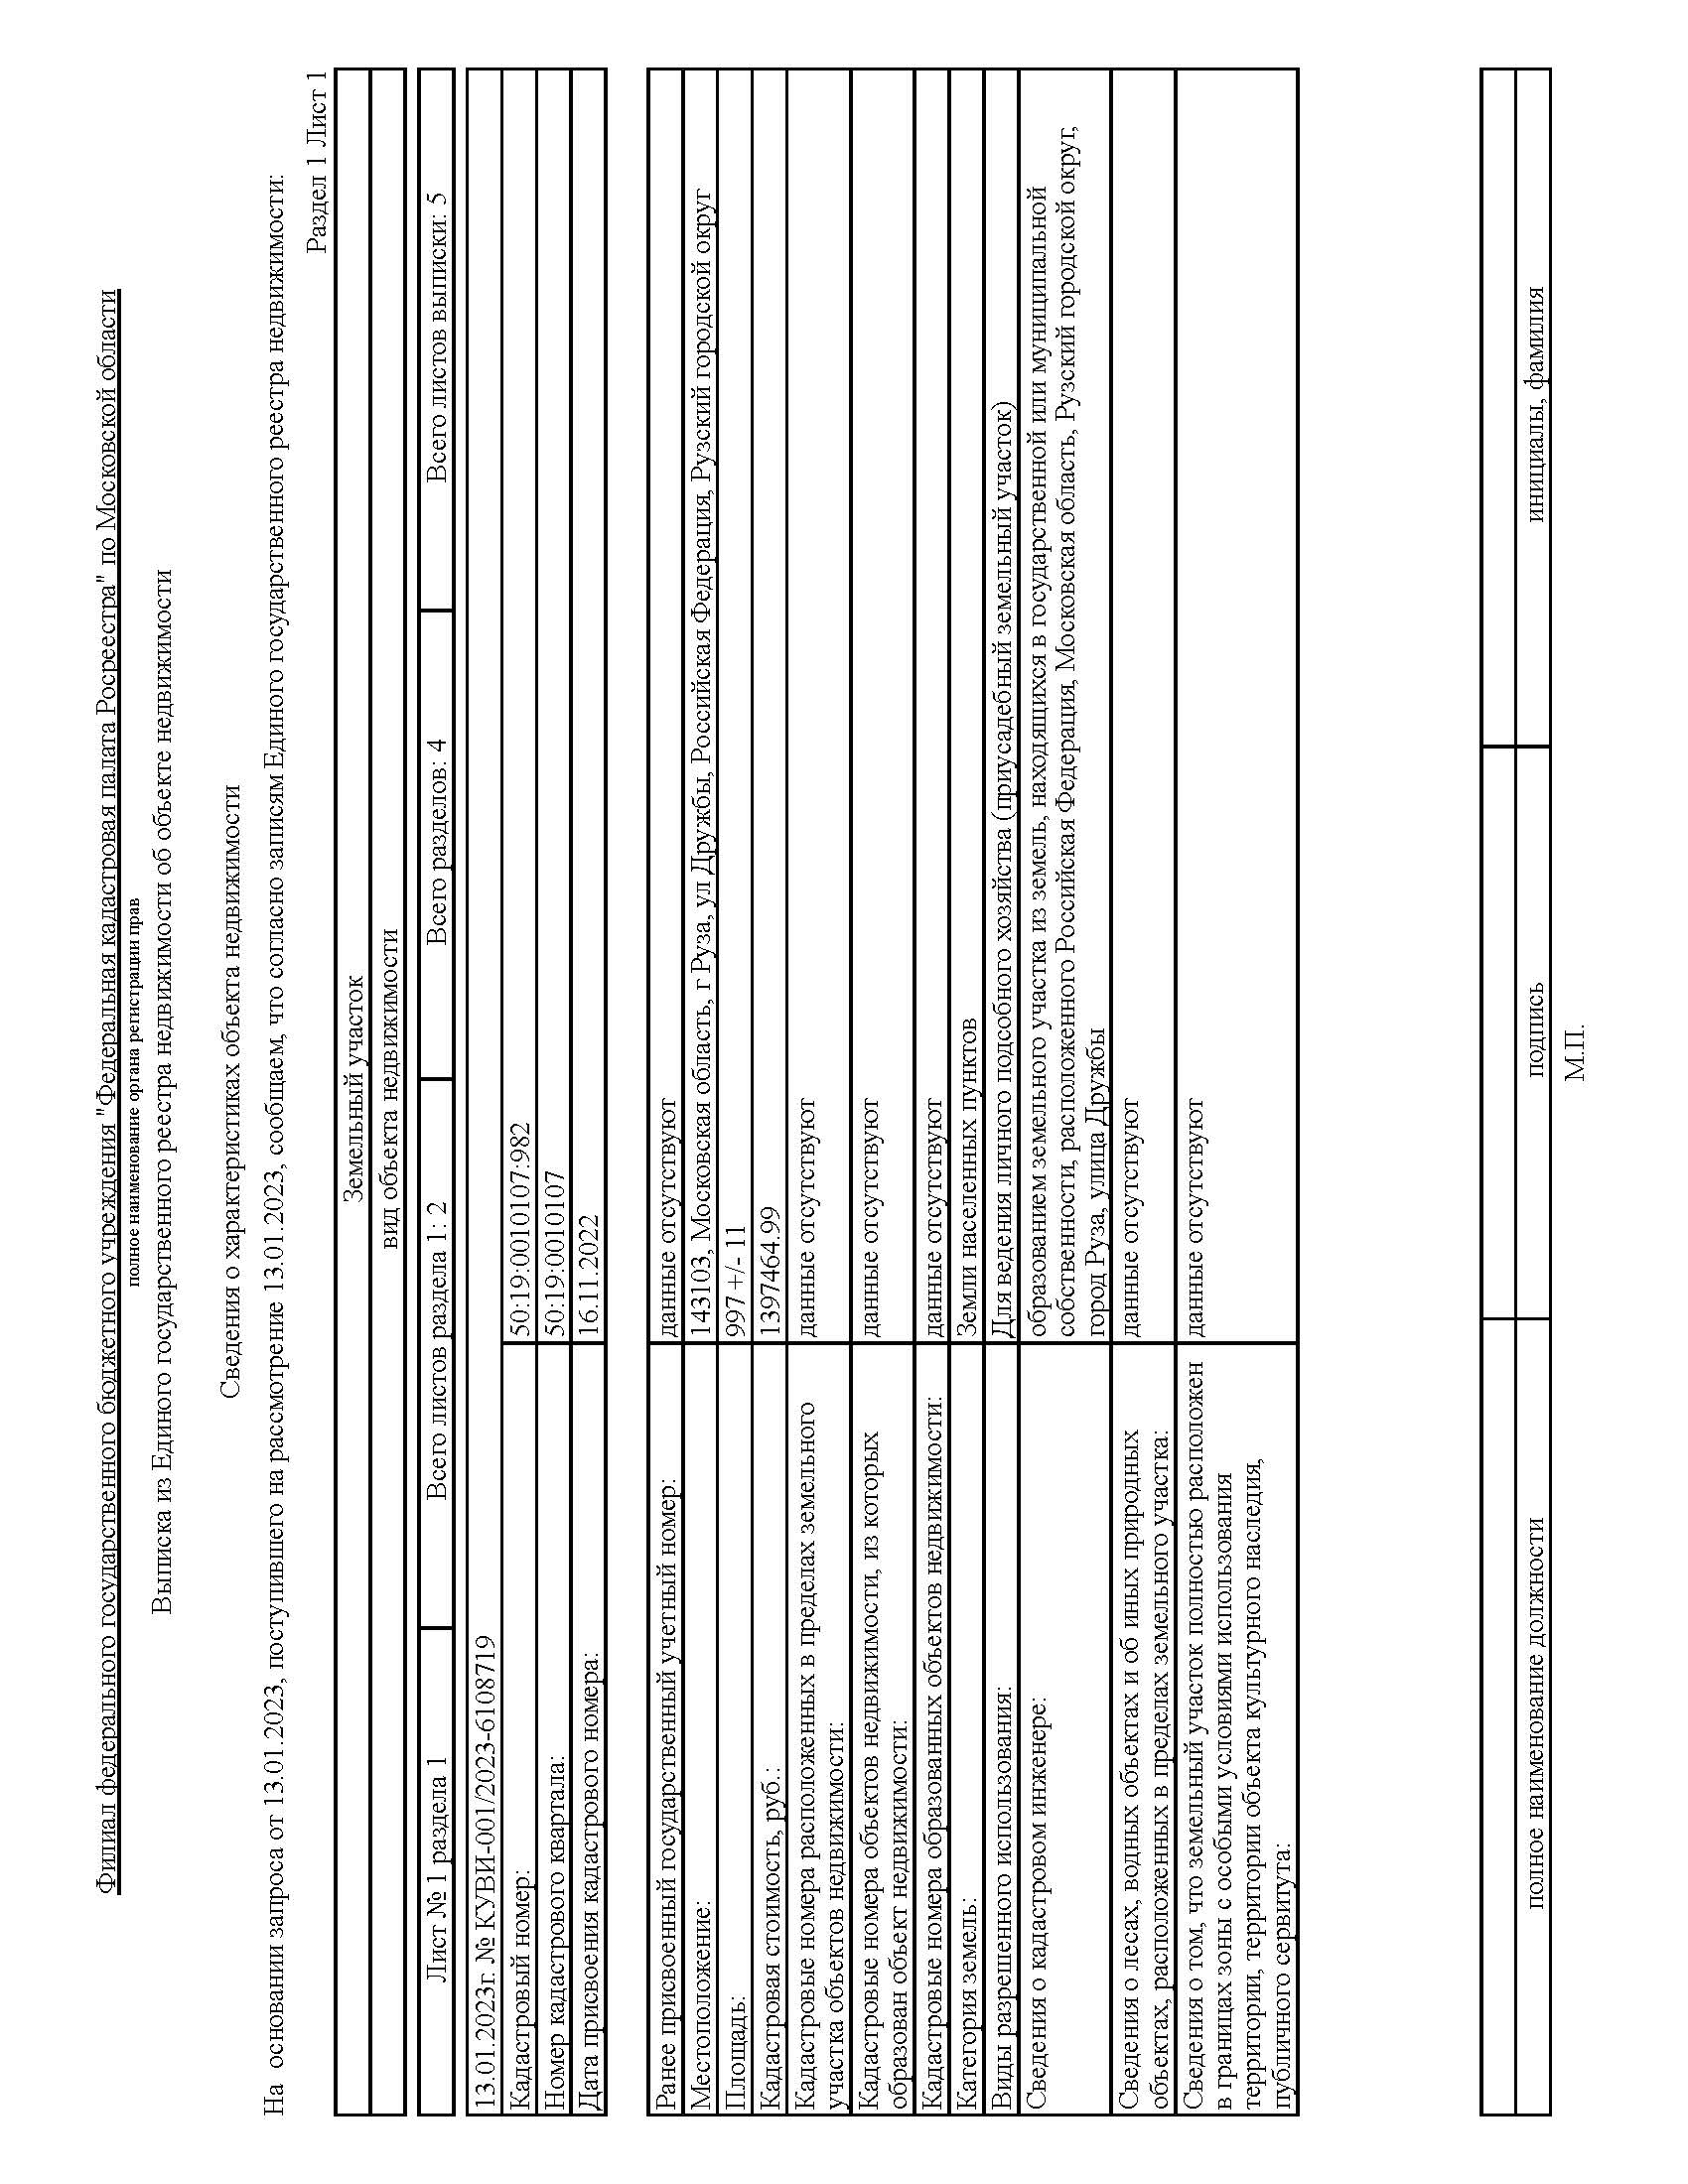 Филиал федерального государственного бюджетного учреждения "Федеральная кадастровая палата Росреестра" по Московской области
полное наименование органа регистрации прав
Выписка из Единого государственного реестра недвижимости об объекте недвижимости
Сведения о характеристиках объекта недвижимости
На основании запроса от 13.01.2023, поступившего на рассмотрение 13.01.2023, сообщаем, что согласно записям Единого государственного реестра недвижимости:
Раздел 1 Лист 1
Земельный участок
вид объекта недвижимости
Лист № 1 раздела 1 Всего листов раздела 1: 2 Всего разделов: 4 Всего листов выписки: 5
13.01.2023г. № КУВИ-001/2023-6108719
Кадастровый номер: 50:19:0010107:982
Номер кадастрового квартала: 50:19:0010107
Дата присвоения кадастрового номера: 16.11.2022
Ранее присвоенный государственный учетный номер: данные отсутствуют
Местоположение: 143103, Московская область, г Руза, ул Дружбы, Российская Федерация, Рузский городской округ
Площадь: 997 +/- 11
Кадастровая стоимость, руб.: 1397464.99
Кадастровые номера расположенных в пределах земельного данные отсутствуют
участка объектов недвижимости:
Кадастровые номера объектов недвижимости, из которых данные отсутствуют
образован объект недвижимости:
Кадастровые номера образованных объектов недвижимости: данные отсутствуют
Категория земель: Земли населенных пунктов
Виды разрешенного использования: Для ведения личного подсобного хозяйства (приусадебный земельный участок)
Сведения о кадастровом инженере: образованием земельного участка из земель, находящихся в государственной или муниципальной
собственности, расположенного Российская Федерация, Московская область, Рузский городской округ,
город Руза, улица Дружбы
Сведения о лесах, водных объектах и об иных природных данные отсутствуют
объектах, расположенных в пределах земельного участка:
Сведения о том, что земельный участок полностью расположен данные отсутствуют
в границах зоны с особыми условиями использования
территории, территории объекта культурного наследия,
публичного сервитута:
полное наименование должности подпись инициалы, фамилия
М.П.